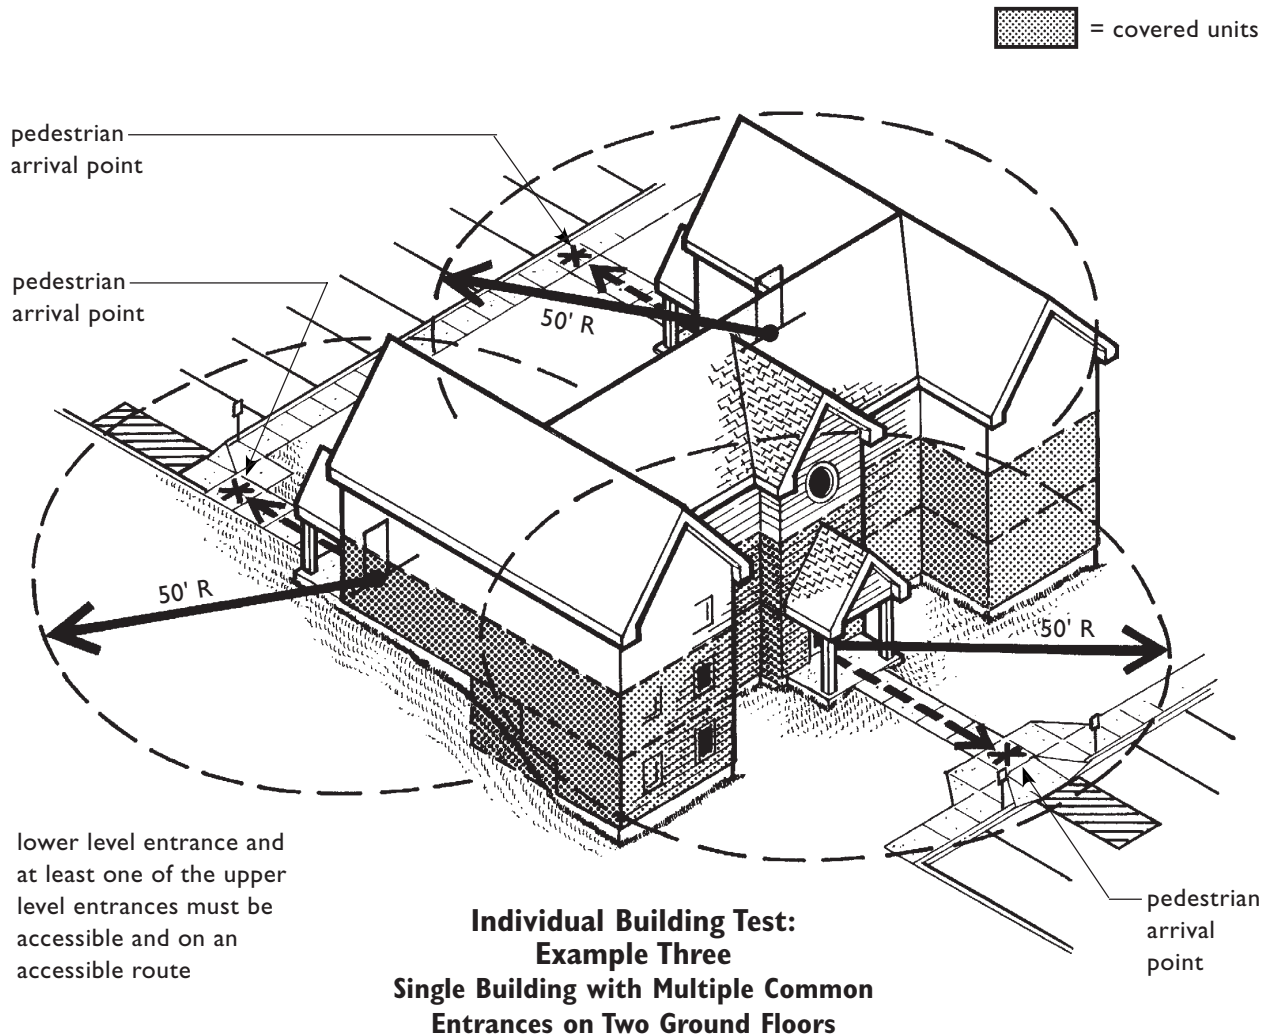 = covered units
pedestrian
arrival point
pedestrian
arrival point
50' R
50' R
50' R
lower level entrance and
at least one of the upper
level entrances must be
accessible and on an
accessible route
pedestrian
arrival
point
Individual Building Test:
Example Three
Single Building with Multiple Common
Entrances on Two Ground Floors